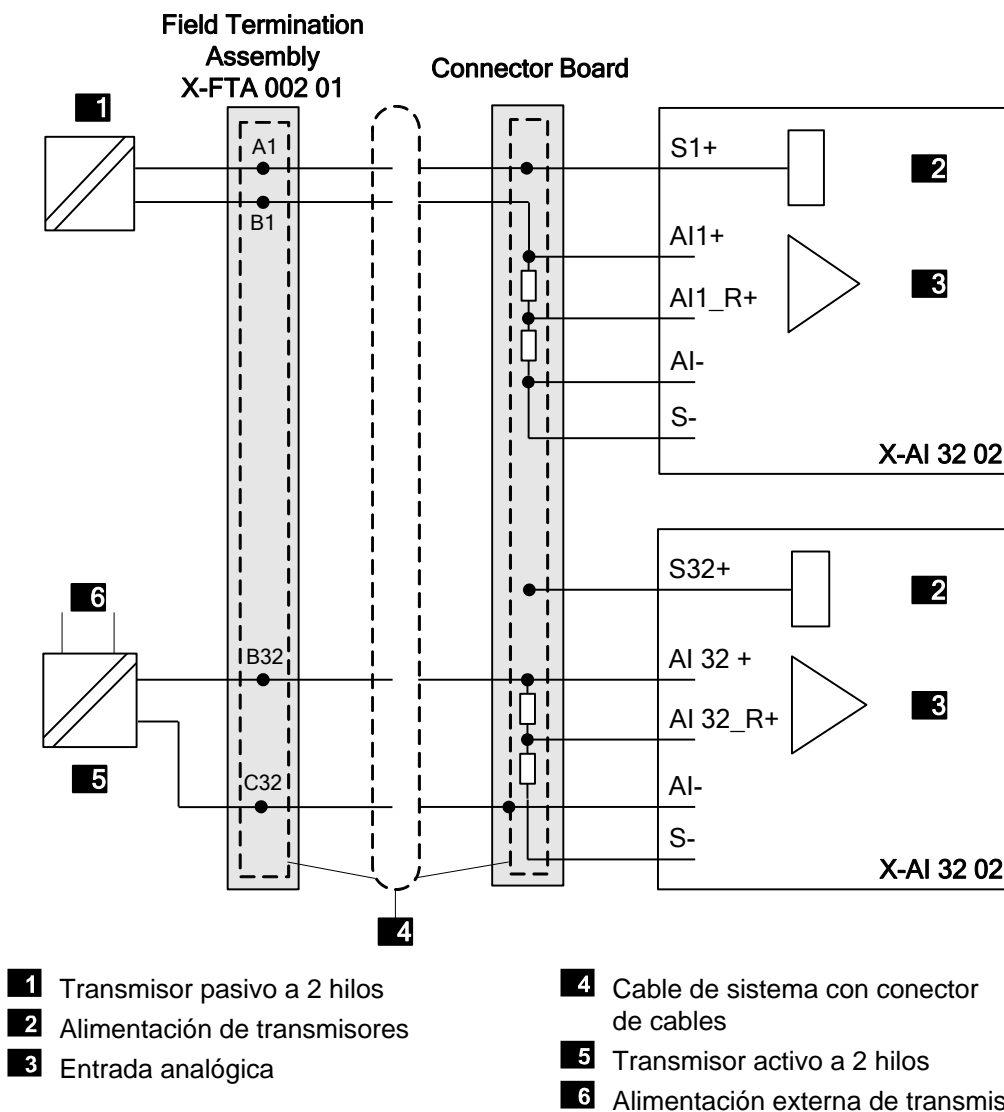 Field Termination
Assembly
X-FTA 002 01
Connector Board
1
A1
B1
S1+
2
AI1+
3
AI1_R+
AI-
S-
X-AI 32 02
6
S32+
2
B32
AI 32 +
3
AI 32_R+
5
C32
AI-
S-
X-AI 32 02
4
1 Transmisor pasivo a 2 hilos
2 Alimentación de transmisores
3 Entrada analógica
4 Cable de sistema con conector
de cables
5 Transmisor activo a 2 hilos
6 Alimentación externa de transmis